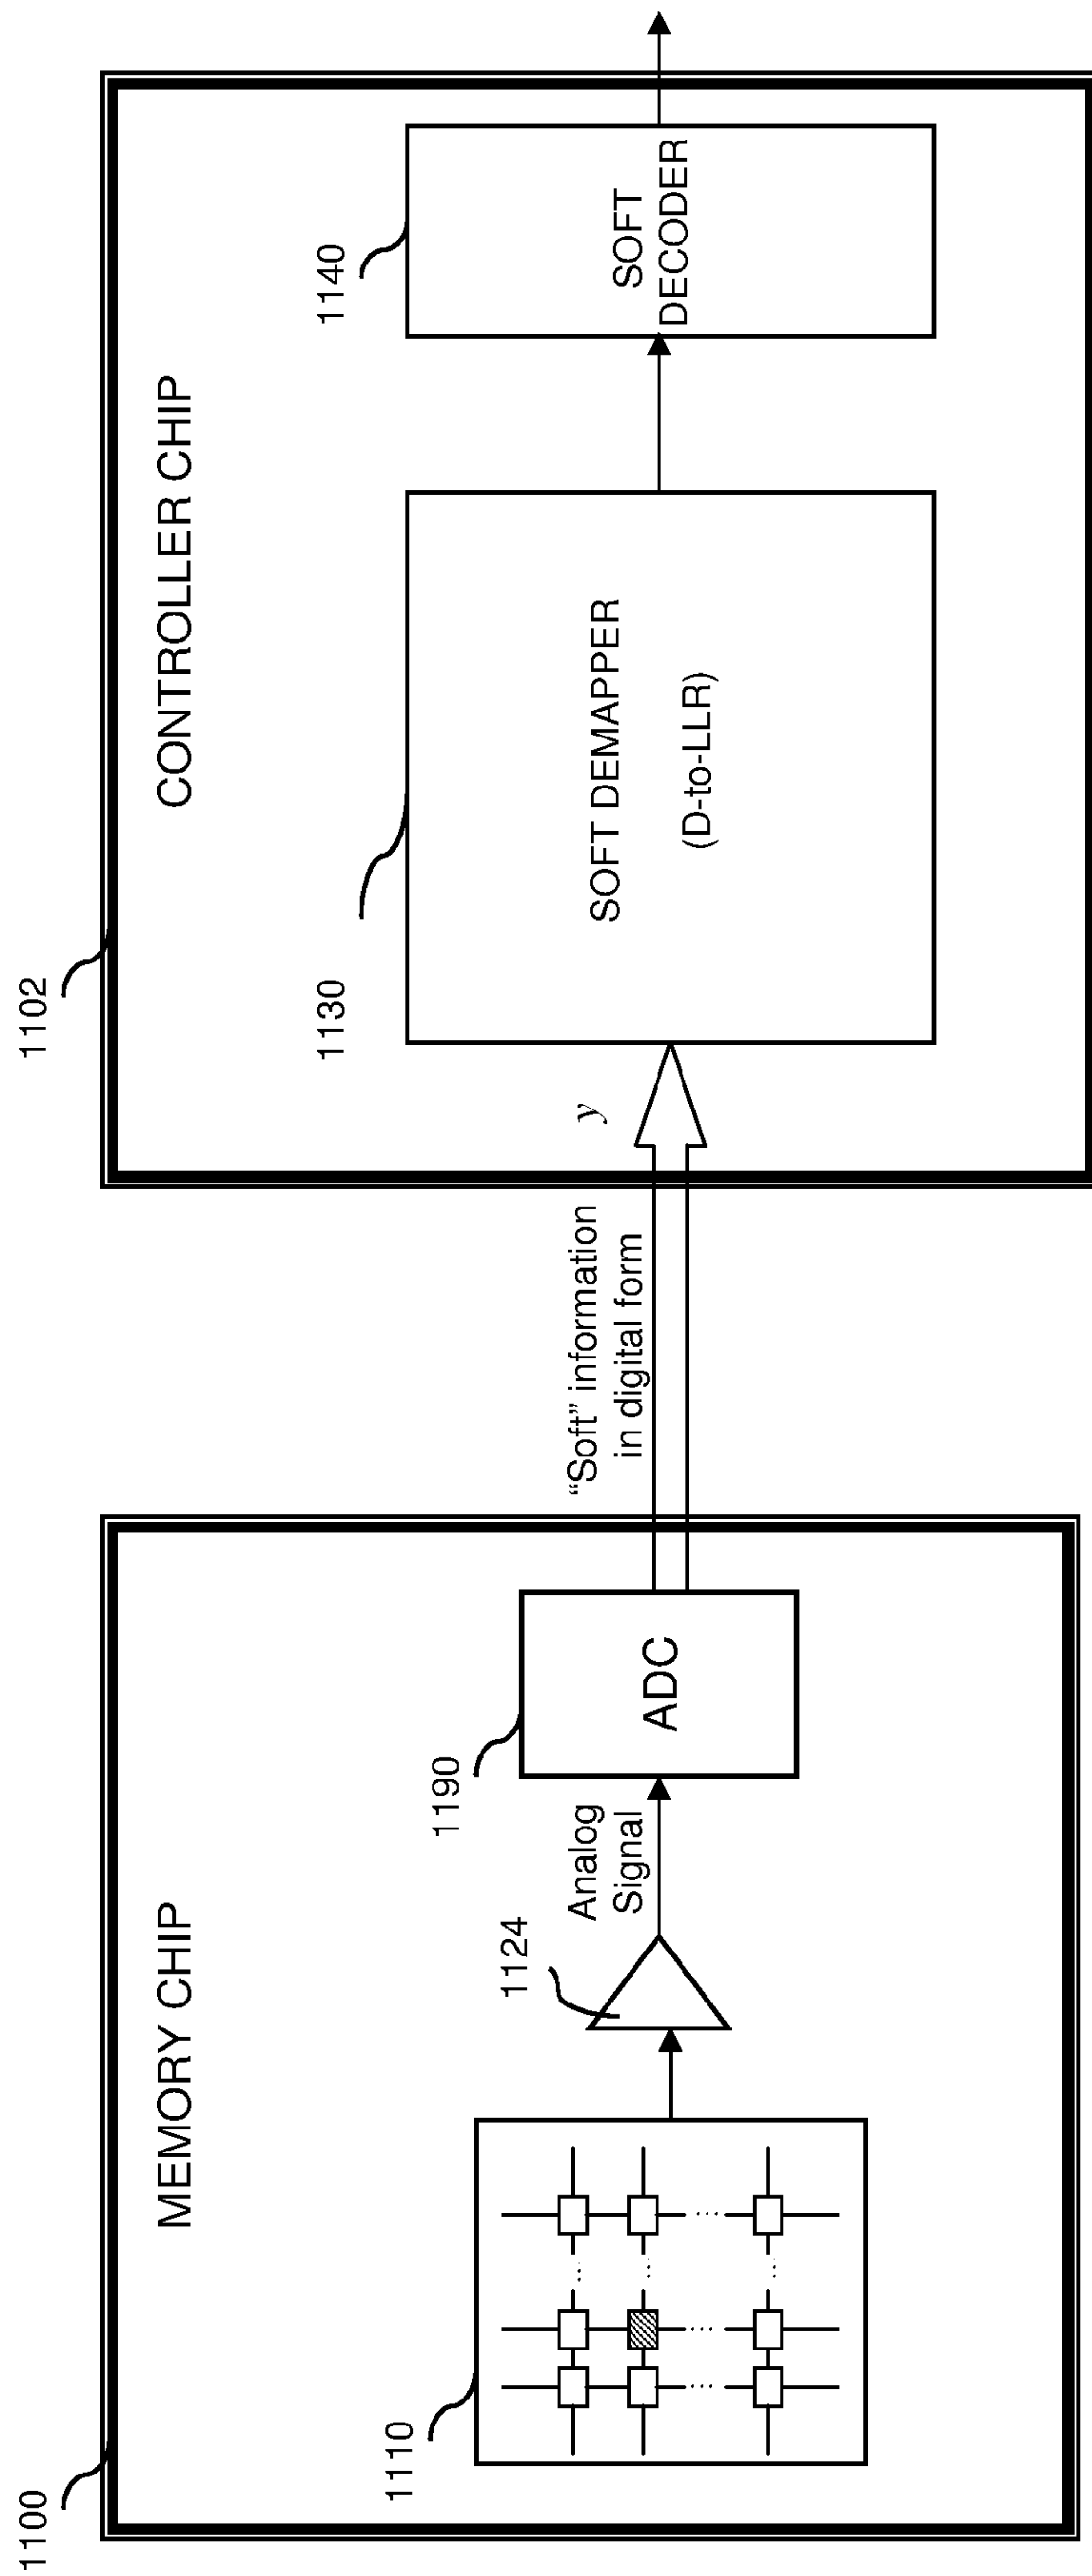 1100
MEMORY CHIP
1110
1124
Analog
Signal
1190
ADC
“Soft” information
in digital form
1102
CONTROLLER CHIP
y
1130
SOFT DEMAPPER
(D-to-LLR)
1140
SOFT
DECODER